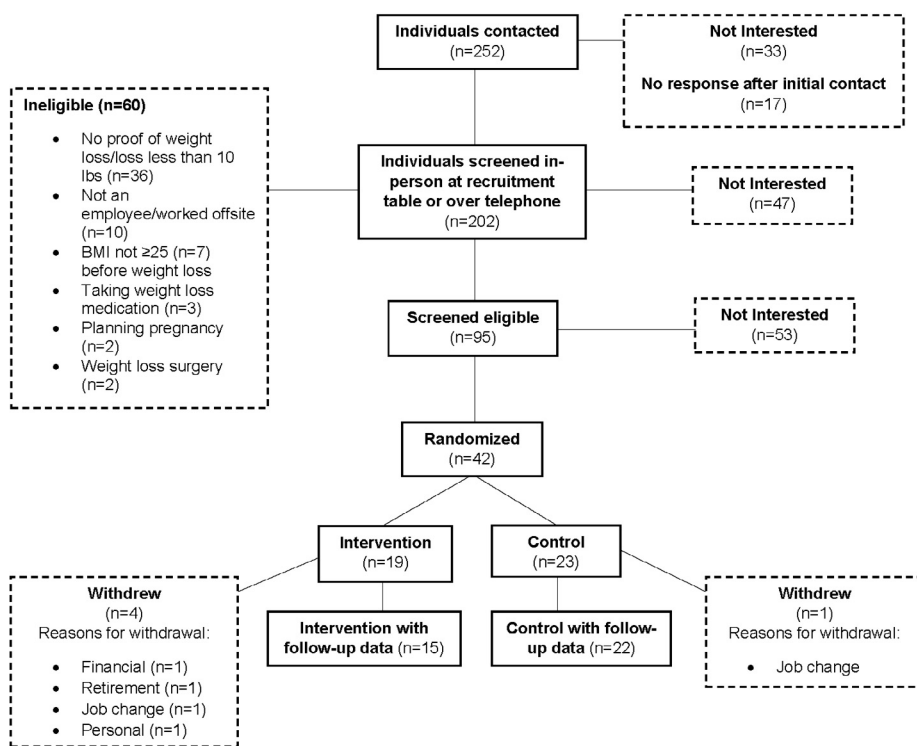 Individuals contacted
(n=252)
Not Interested
(n=33)
No response after initial contact
(n=17)
Ineligible (n=60)
• No proof of weight
loss/loss less than 10
lbs (n=36)
• Not an
employee/worked offsite
(n=10)
• BMI not ≥25 (n=7)
before weight loss
• Taking weight loss
medication (n=3)
• Planning pregnancy
(n=2)
• Weight loss surgery
(n=2)
Individuals screened in-
person at recruitment
table or over telephone
(n=202)
Not Interested
(n=47)
Screened eligible
(n=95)
Not Interested
(n=53)
Randomized
(n=42)
Intervention
(n=19)
Control
(n=23)
Withdrew
(n=4)
Reasons for withdrawal:
• Financial (n=1)
• Retirement (n=1)
• Job change (n=1)
• Personal (n=1)
Intervention with
follow-up data (n=15)
Control with follow-
up data (n=22)
Withdrew
(n=1)
Reasons for withdrawal:
• Job change